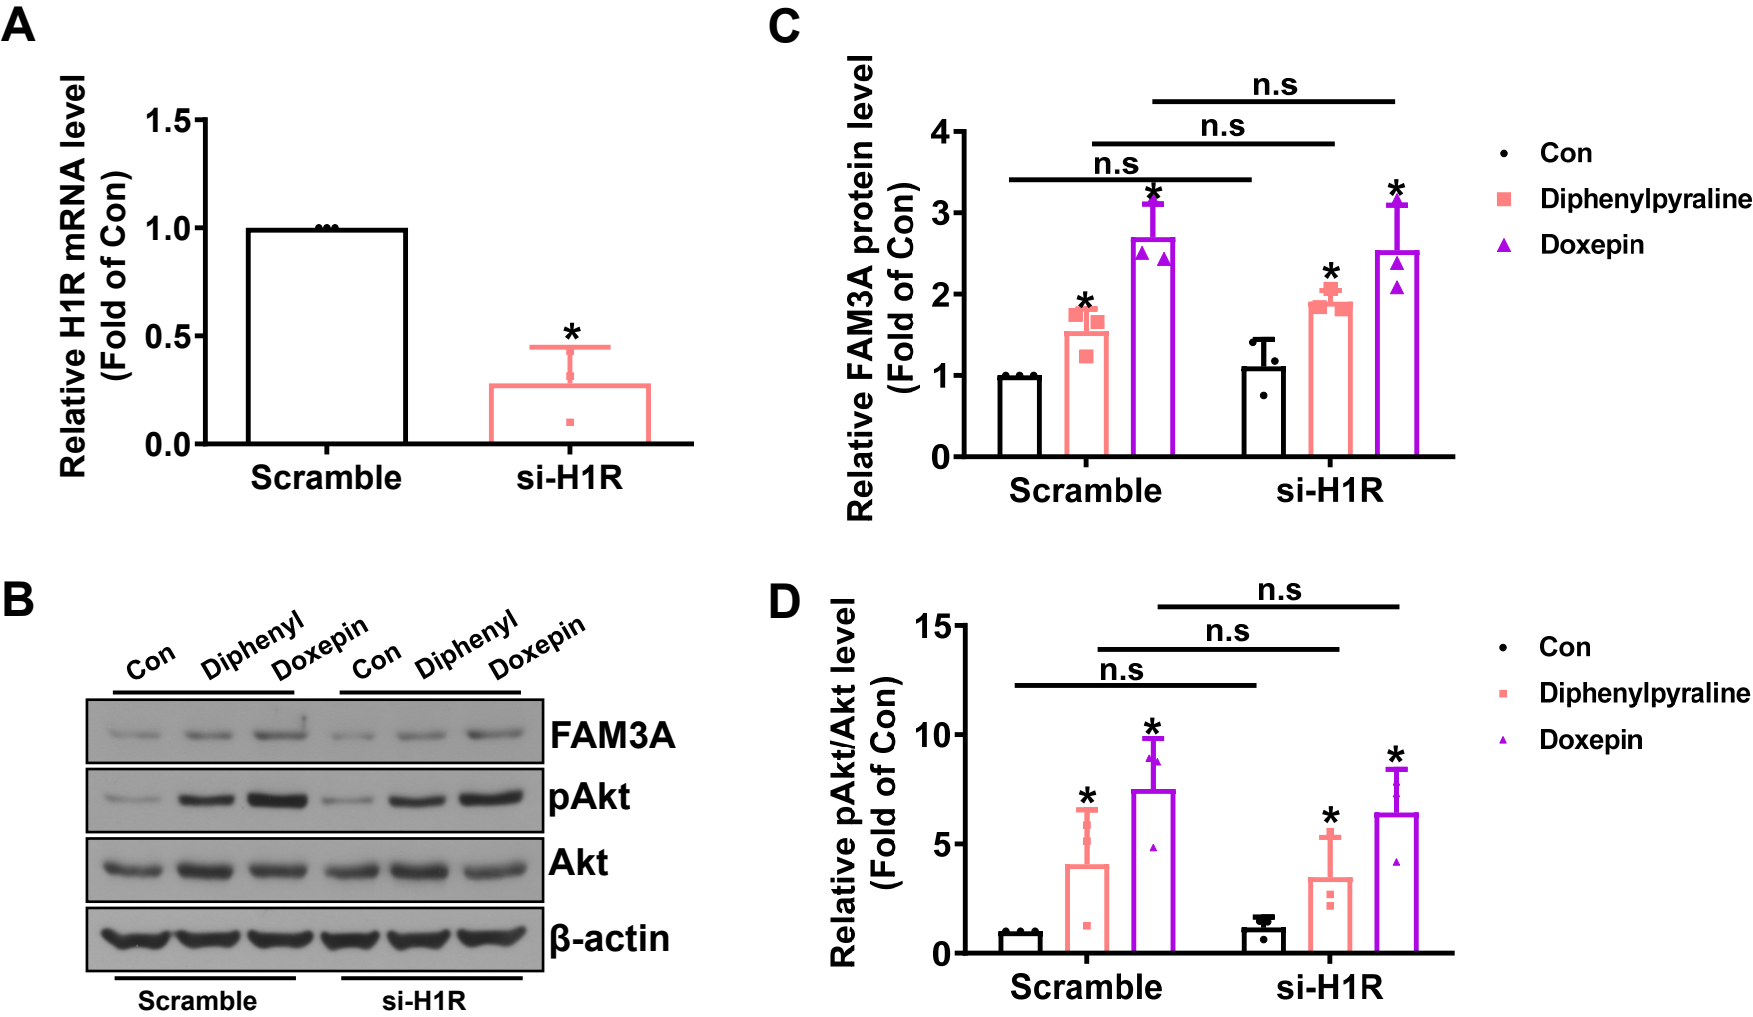 A
Relative H1R mRNA level
(Fold of Con)
1.5
1.0
0.5
0.0
*
Scramble
si-H1R
C
Relative FAM3A protein level
(Fold of Con)
4
3
2
1
0
n.s
n.s
n.s
*
*
*
*
Scramble
si-H1R
Con
Diphenylpyraline
Doxepin
B
Con
Diphenyl
Doxepin
Con
Diphenyl
Doxepin
FAM3A
pAkt
Akt
β-actin
Scramble
si-H1R
D
Relative pAkt/Akt level
(Fold of Con)
15
10
5
0
n.s
n.s
n.s
*
*
*
*
Scramble
si-H1R
Con
Diphenylpyraline
Doxepin